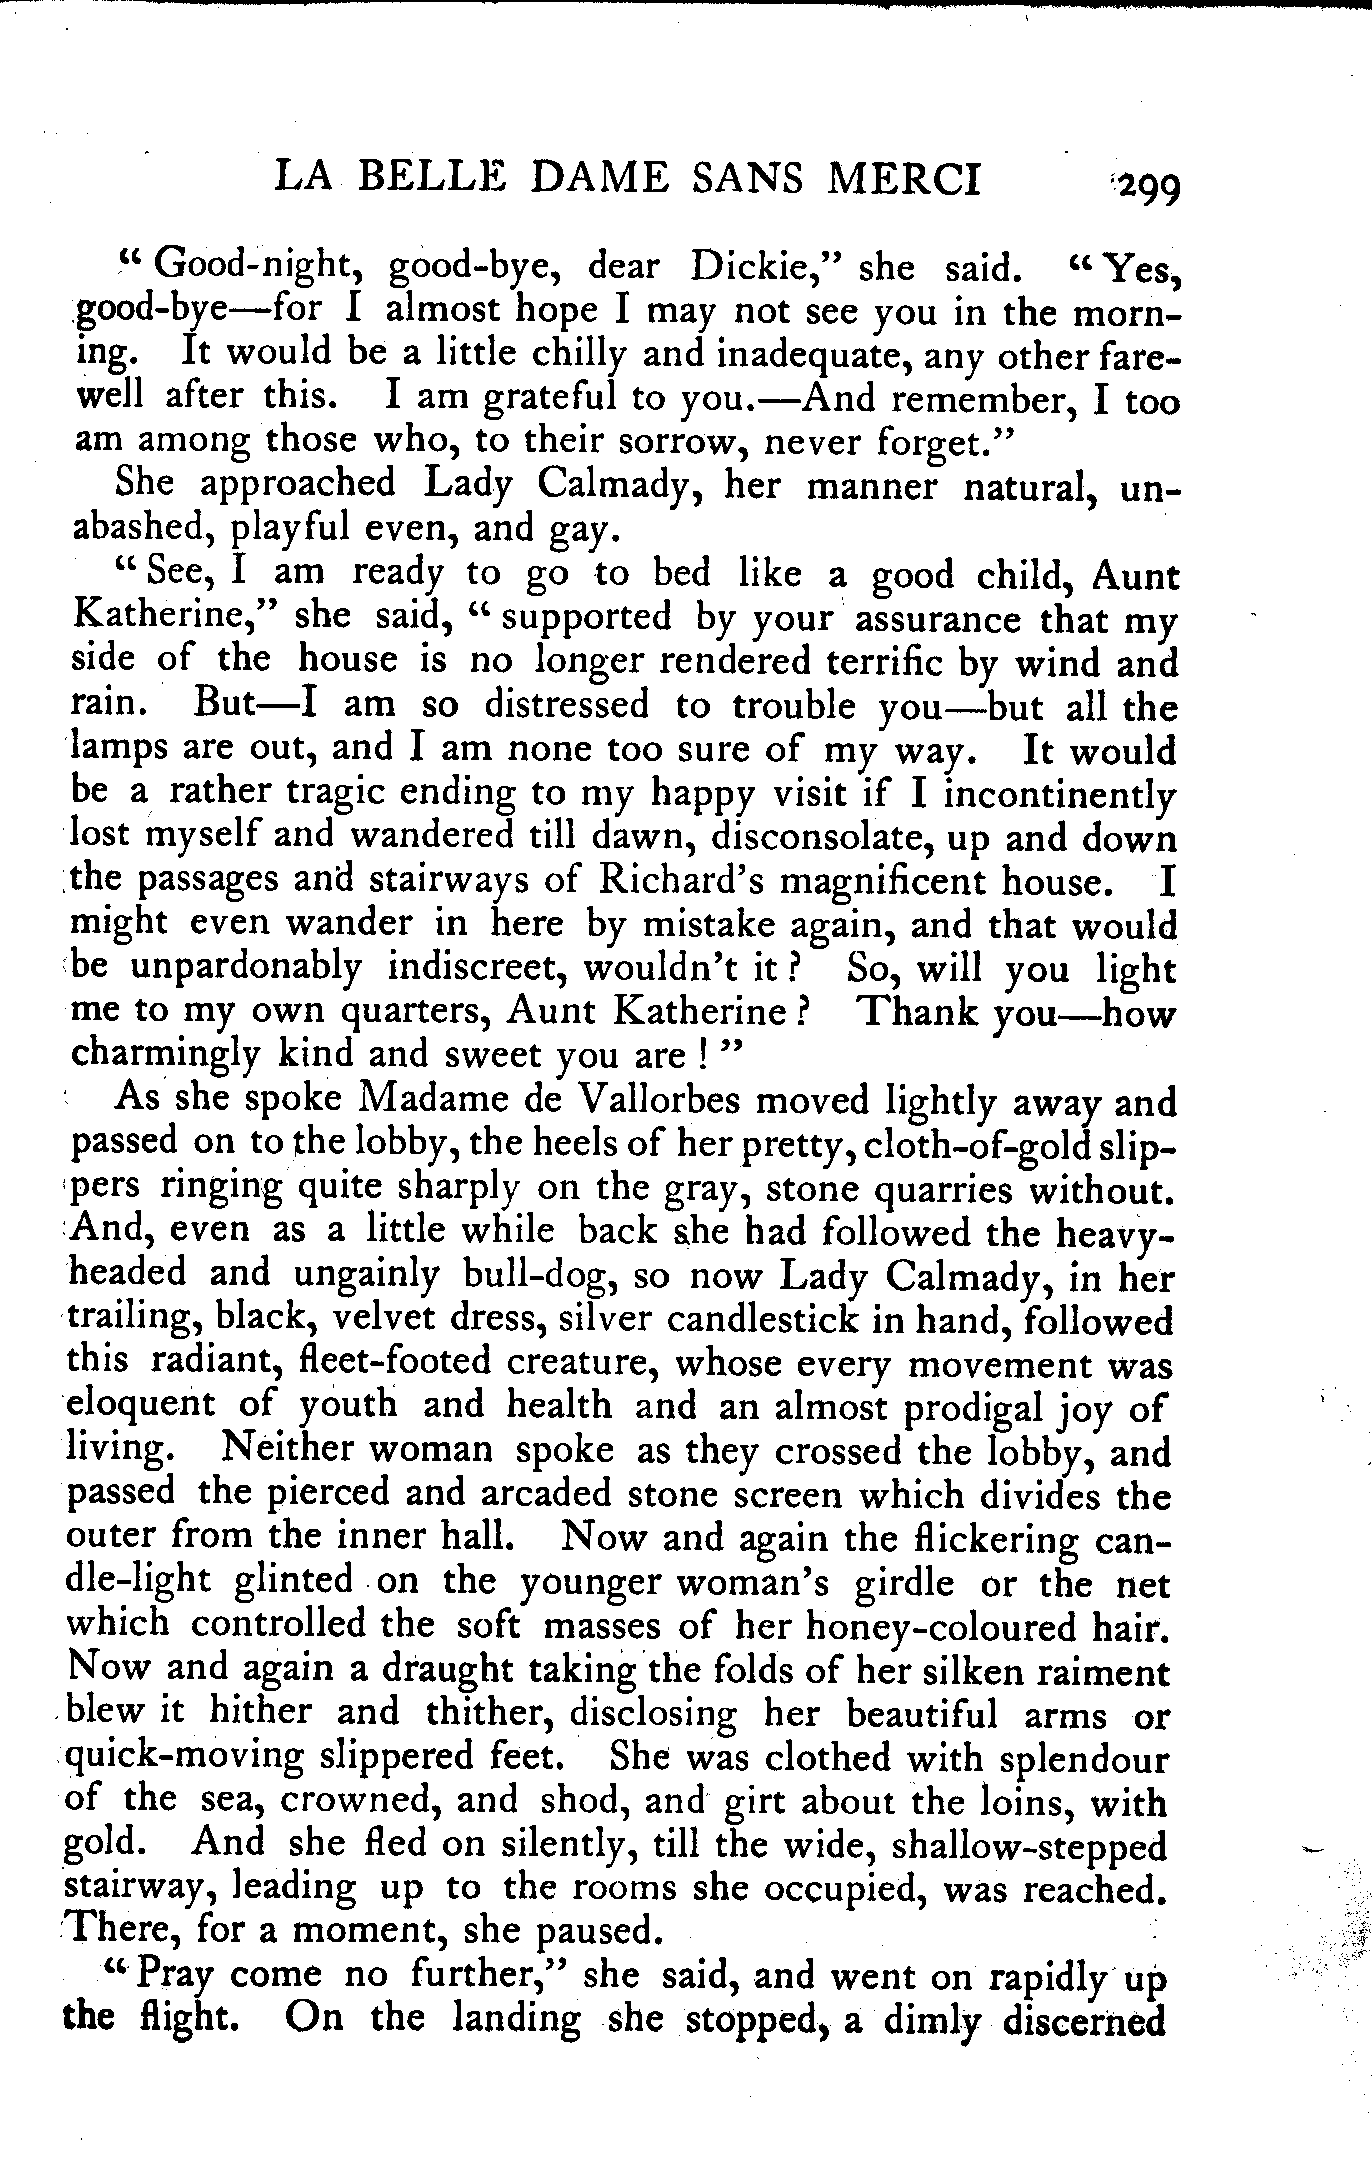 LA BELLE DAME SANS MERCI 299
“Good-night, good-bye, dear Dickie,” she said. “Yes,
good-bye—for I almost hope I may not see you in the morn-
ing. It would be a little chilly and inadequate, any other fare-
well after this. I am grateful to you.—And remember, I too
am among those who, to their sorrow, never forget.”
She approached Lady Calmady, her manner natural, un-
abashed, playful even, and gay.
“See, I am ready to go to bed like a good child, Aunt
Katherine,” she said, “supported by your assurance that my
side of the house is no longer rendered terrific by wind and
rain. But—I am so distressed to trouble you—but all the
lamps are out, and I am none too sure of my way. It would
be a rather tragic ending to my happy visit if I incontinently
lost myself and wandered till dawn, disconsolate, up and down
the passages and stairways of Richard's magnificent house. I
might even wander in here by mistake again, and that would
be unpardonably indiscreet, wouldn't it? So, will you light
me to my own quarters, Aunt Katherine? Thank you—how
charmingly kind and sweet you are!”
As she spoke Madame de Vallorbes moved lightly away and
passed on to the lobby, the heels of her pretty, cloth-of-gold slip-
pers ringing quite sharply on the gray, stone quarries without.
And, even as a little while back she had followed the heavy-
headed and ungainly bull-dog, so now Lady Calmady, in her
trailing, black, velvet dress, silver candlestick in hand, followed
this radiant, fleet-footed creature, whose every movement was
eloquent of youth and health and an almost prodigal joy of
living. Neither woman spoke as they crossed the lobby, and
passed the pierced and arcaded stone screen which divides the
outer from the inner hall. Now and again the flickering can-
dle-light glinted on the younger woman's girdle or the net
which controlled the soft masses of her honey-coloured hair.
Now and again a draught taking the folds of her silken raiment
blew it hither and thither, disclosing her beautiful arms or
quick-moving slippered feet. She was clothed with splendour
of the sea, crowned, and shod, and girt about the loins, with
gold. And she fled on silently, till the wide, shallow-stepped
stairway, leading up to the rooms she occupied, was reached.
There, for a moment, she paused.
“Pray come no further,” she said, and went on rapidly up
the flight. On the landing she stopped, a dimly discerned